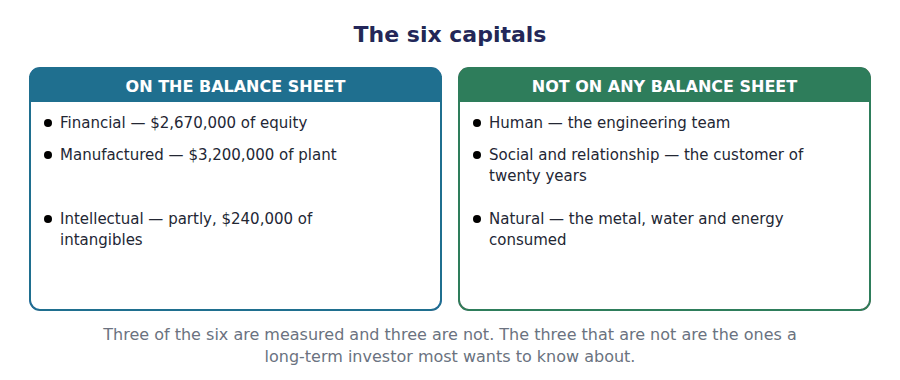 The six capitals
ON THE BALANCE SHEET
Financial — $2,670,000 of equity
Manufactured — $3,200,000 of plant
Intellectual — partly, $240,000 of
intangibles
NOT ON ANY BALANCE SHEET
Human — the engineering team
Social and relationship — the customer of
twenty years
Natural — the metal, water and energy
consumed
Three of the six are measured and three are not. The three that are not are the ones a
long-term investor most wants to know about.